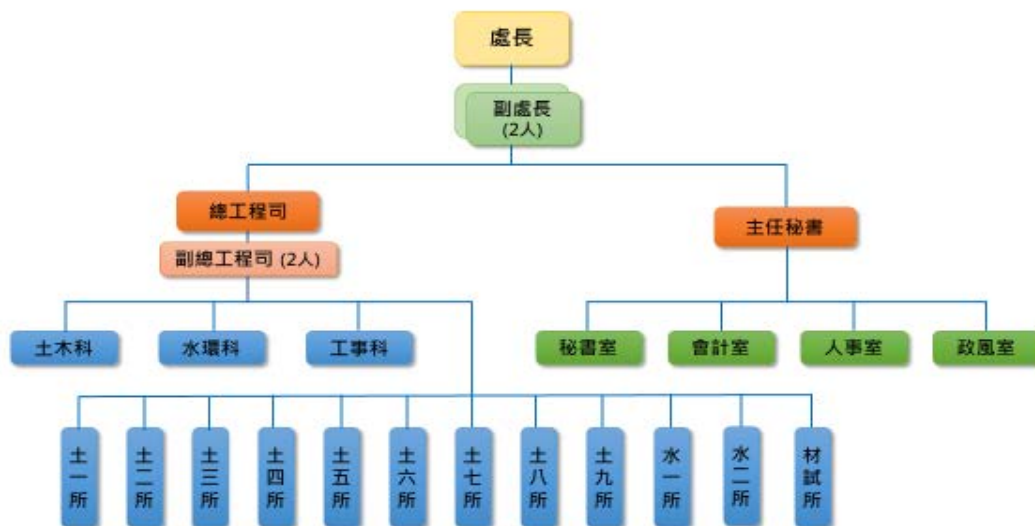 處長
副處長
(2人)
總工程司
主任秘書
副總工程司 (2人)
土木科
水環科
工事科
秘書室
會計室
人事室
政風室
土一所
土二所
土三所
土四所
土五所
土六所
土七所
土八所
土九所
水一所
水二所
材試所